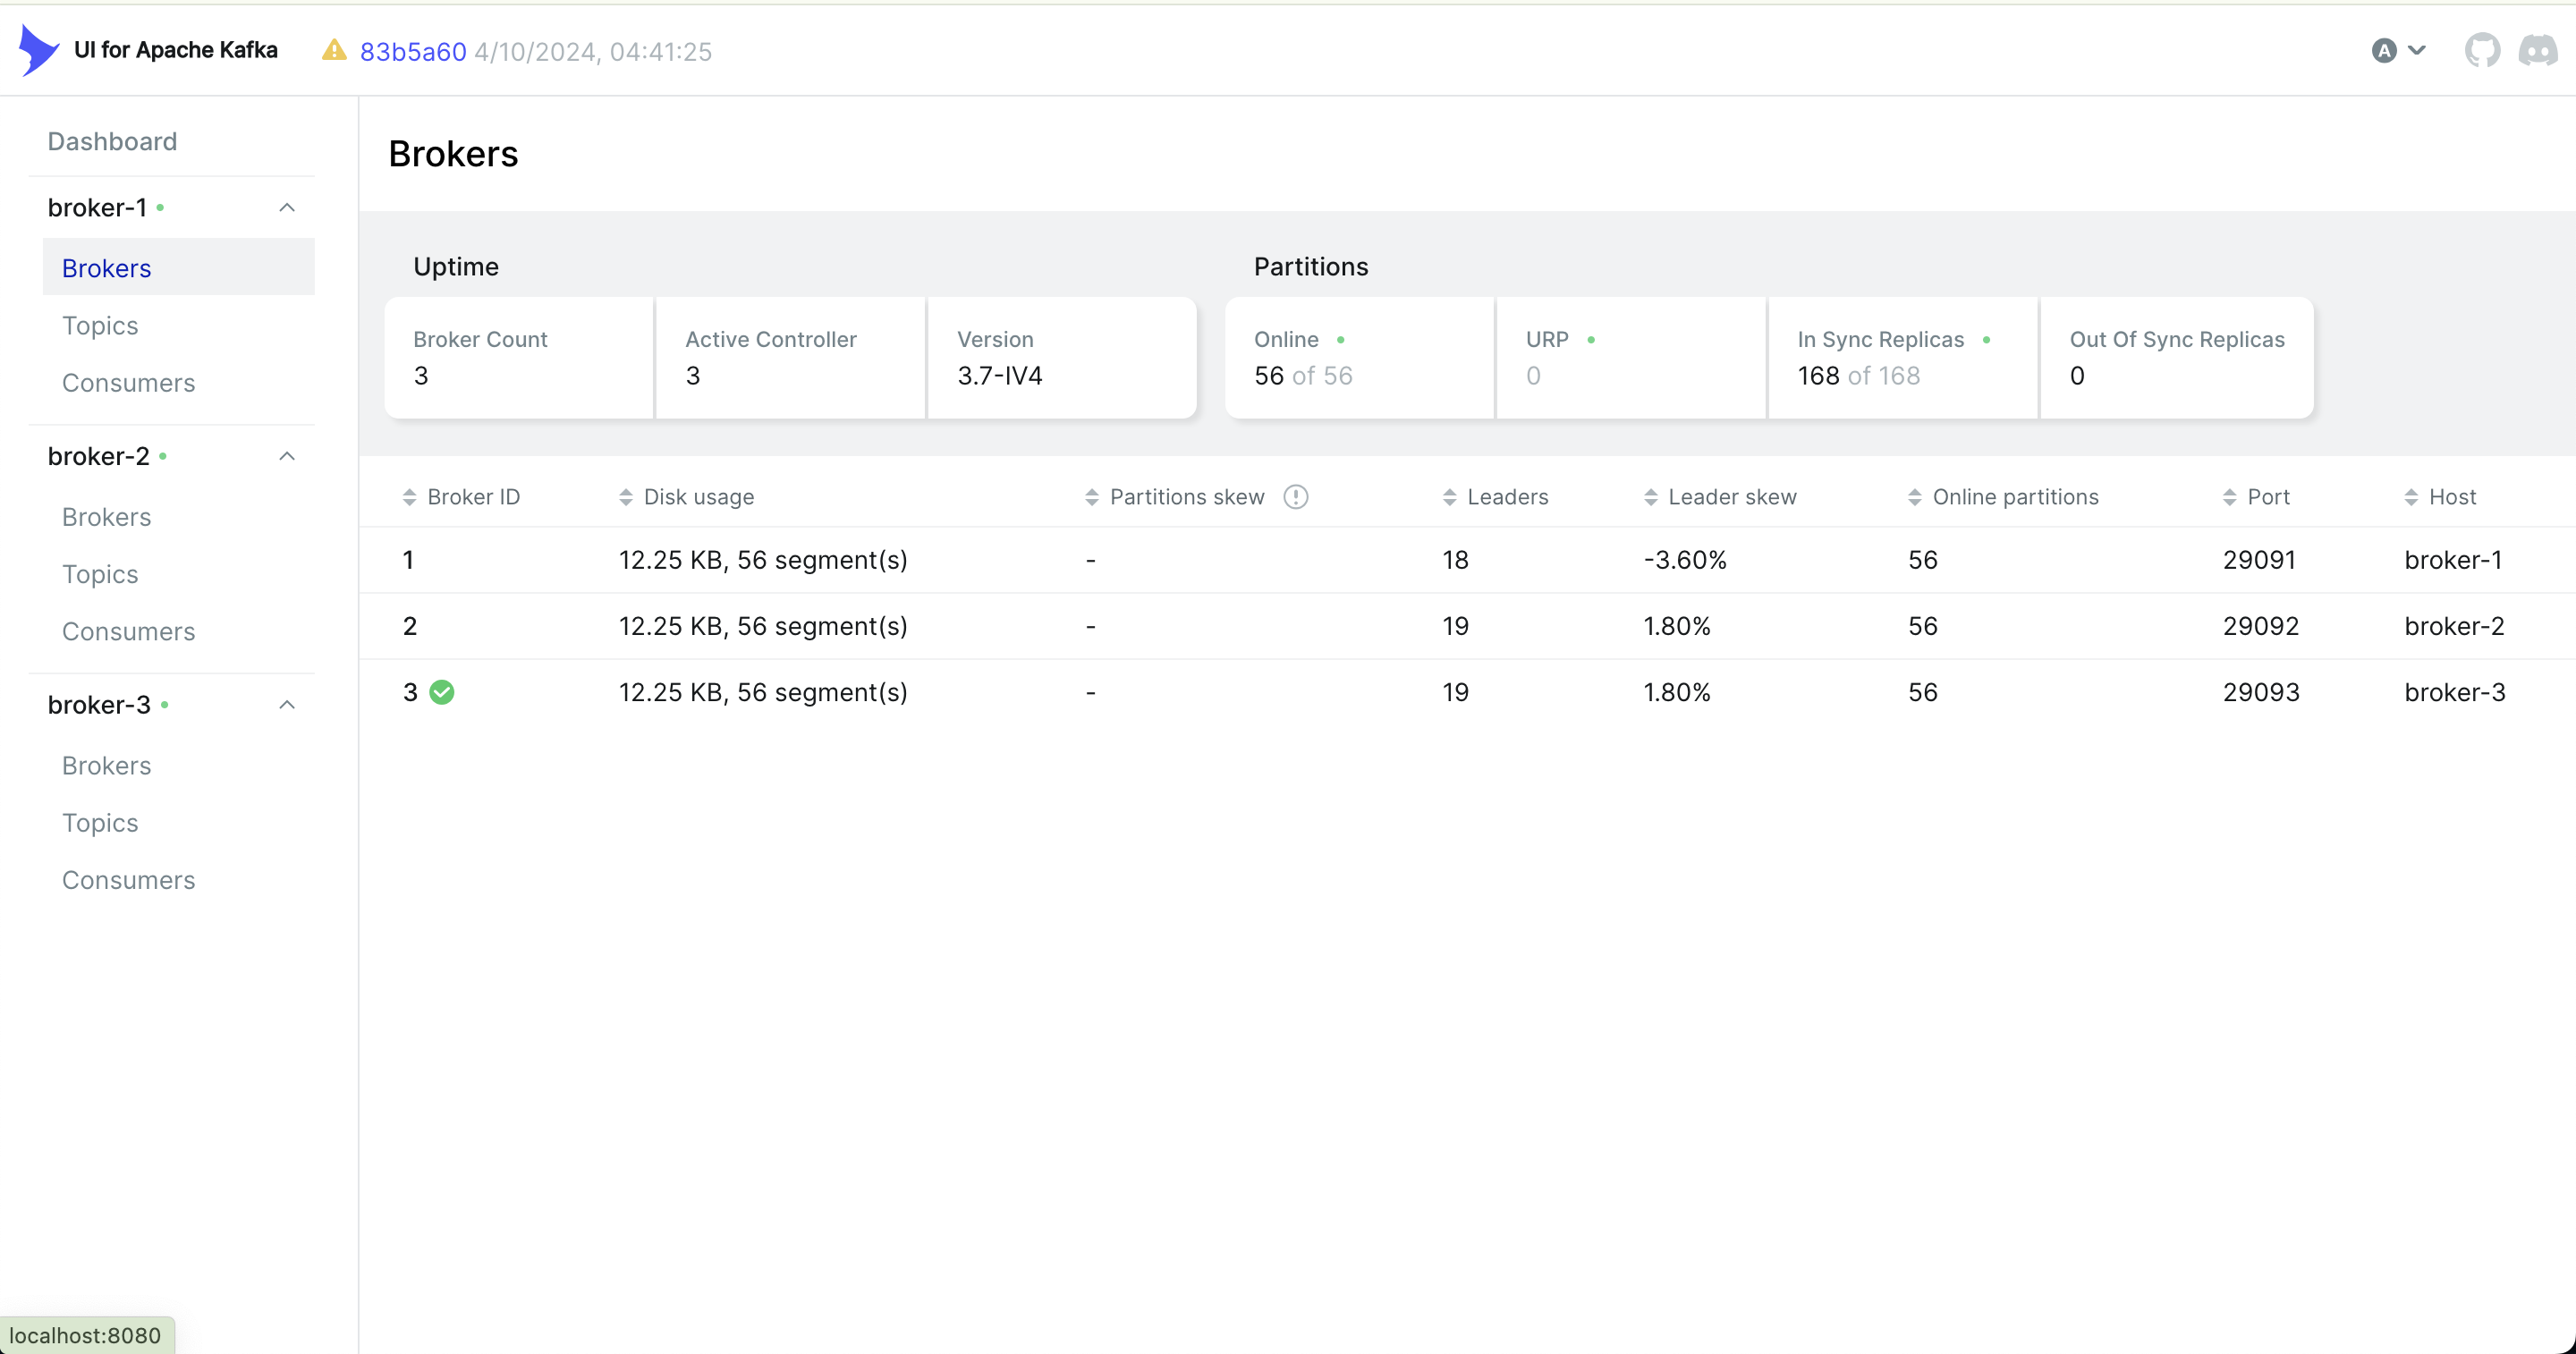 UI for Apache Kafka 83b5a60 4/10/2024, 04:41:25 A
Dashboard
broker-1
Brokers
Topics
Consumers
broker-2
Brokers
Topics
Consumers
broker-3
Brokers
Topics
Consumers
Brokers
Uptime
Broker Count
3
Active Controller
3
Version
3.7-IV4
Partitions
Online
56 of 56
URP
0
In Sync Replicas
168 of 168
Out Of Sync Replicas
0
Broker ID Disk usage Partitions skew Leaders Leader skew Online partitions Port Host
1 12.25 KB, 56 segment(s) - 18 -3.60% 56 29091 broker-1
2 12.25 KB, 56 segment(s) - 19 1.80% 56 29092 broker-2
3 12.25 KB, 56 segment(s) - 19 1.80% 56 29093 broker-3
localhost:8080